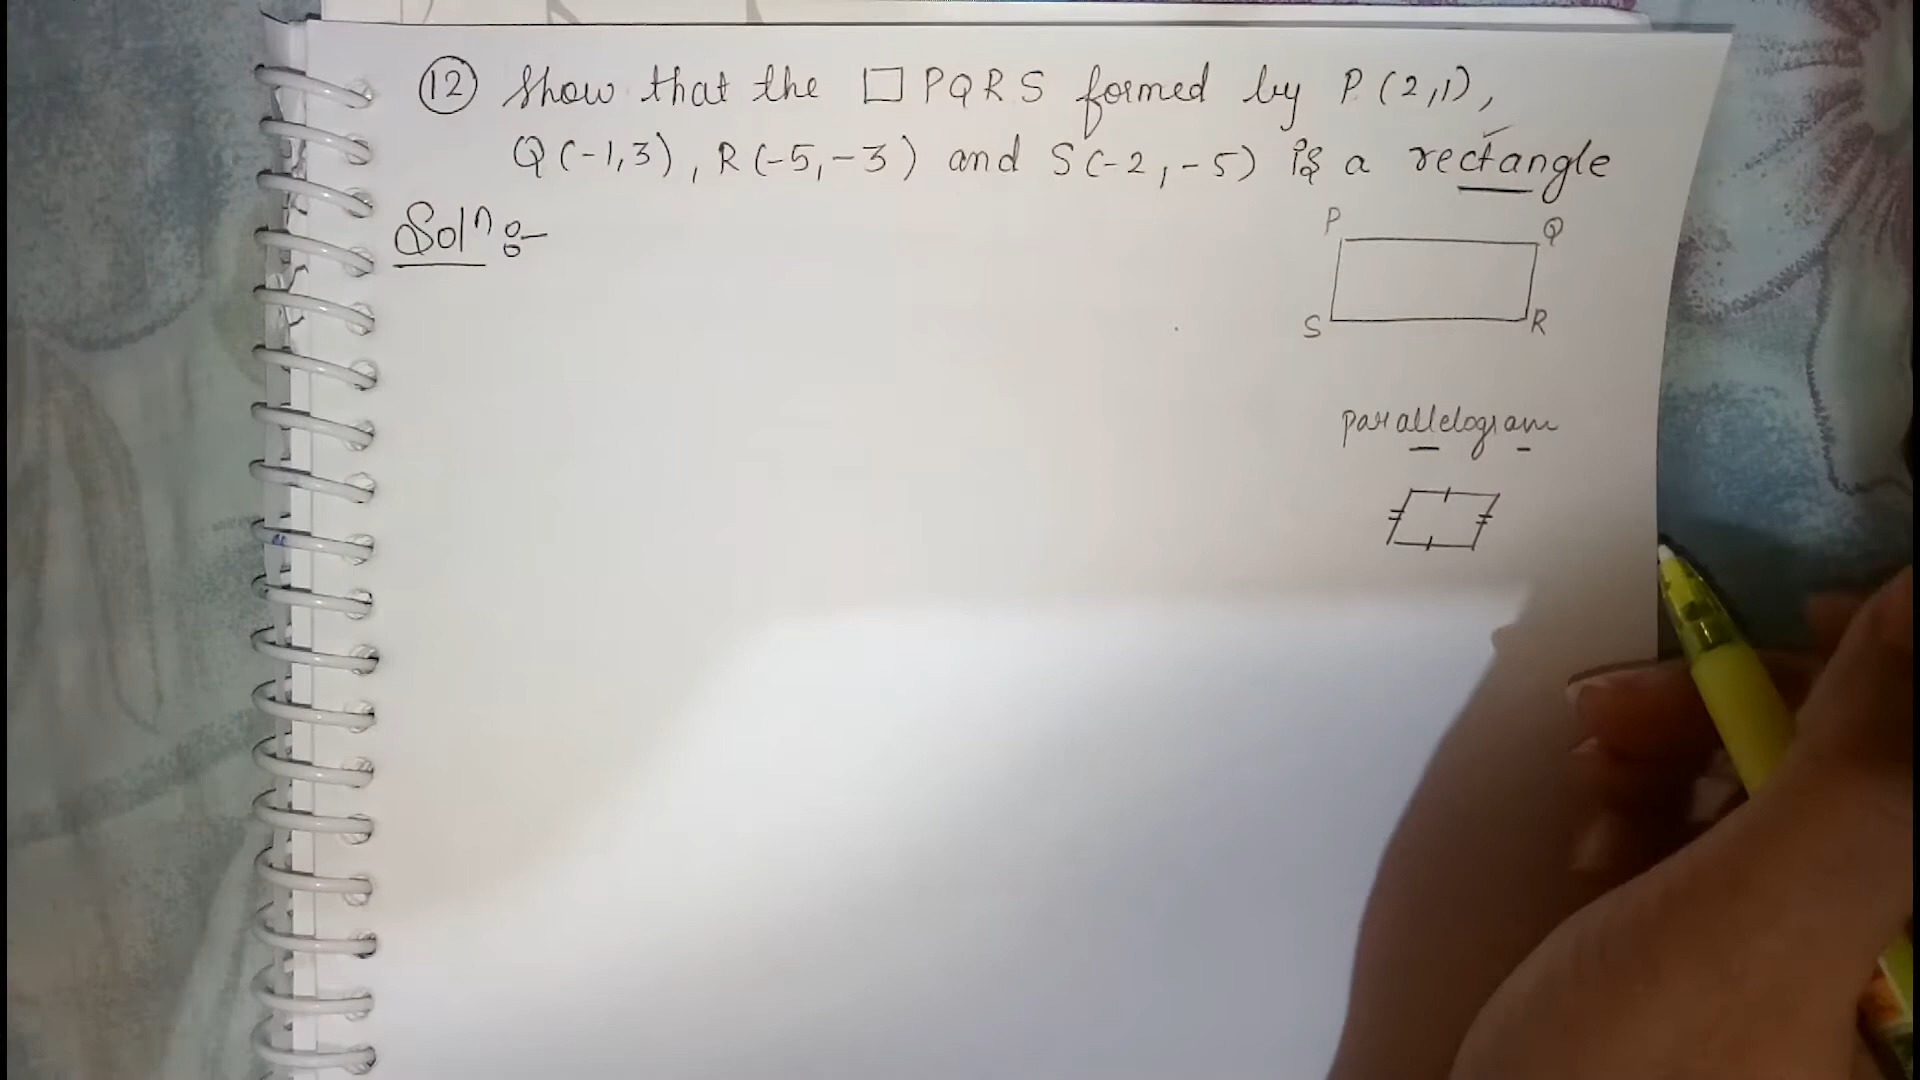 12 Show that the □ PQRS formed by P(2,1),
Q(-1,3), R(-5,-3) and S(-2,-5) is a rectangle
Solⁿ:-
P Q
S R
parallelogram